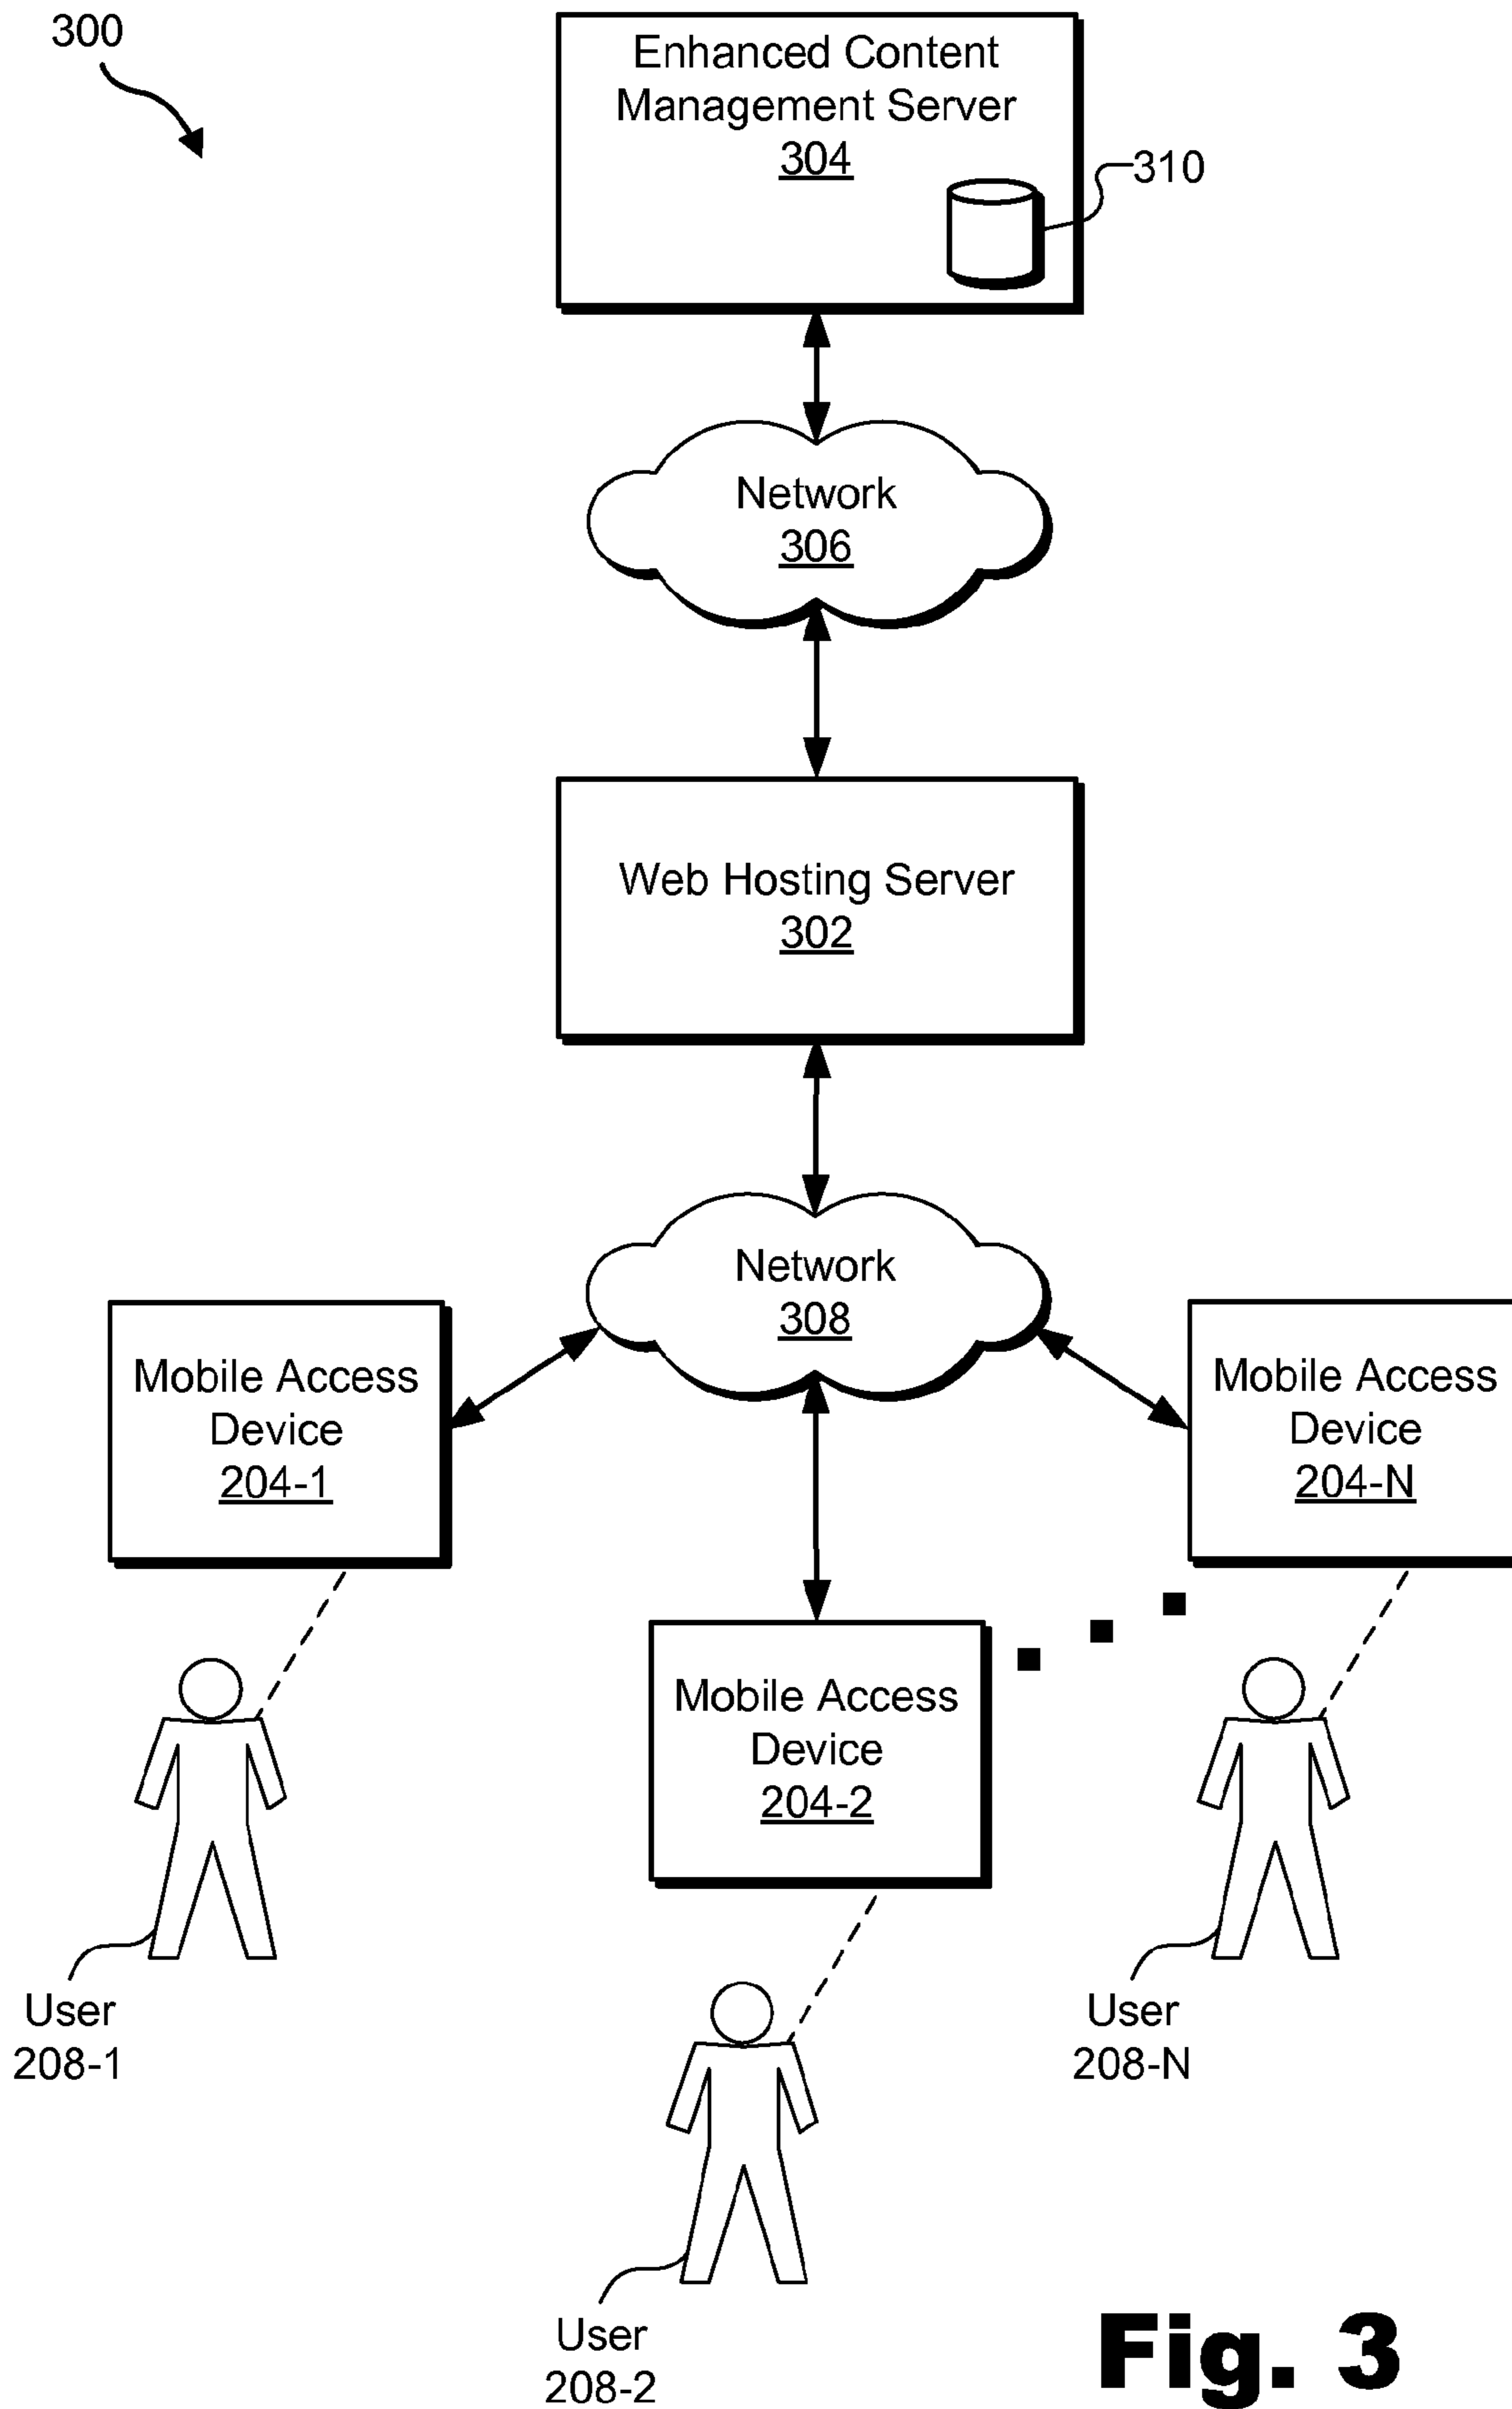 300
Enhanced Content
Management Server
304
310
Network
306
Web Hosting Server
302
Network
308
Mobile Access
Device
204-1
Mobile Access
Device
204-N
Mobile Access
Device
204-2
User
208-1
User
208-N
User
208-2
Fig. 3